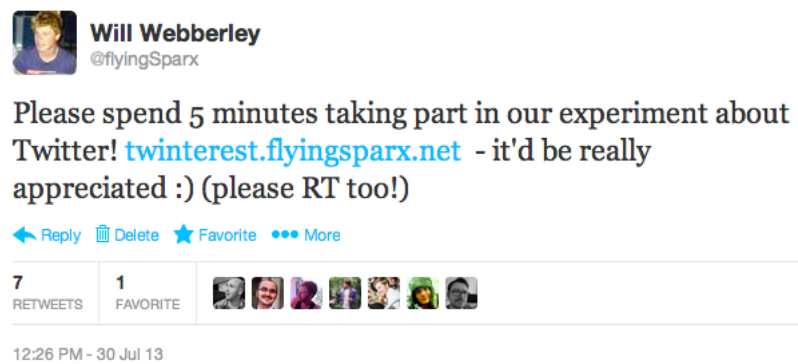 Will Webberley
@flyingSparx
Please spend 5 minutes taking part in our experiment about
Twitter! twinterest.flyingsparx.net - it'd be really
appreciated :) (please RT too!)
Reply Delete Favorite More
7 1
RETWEETS FAVORITE
12:26 PM - 30 Jul 13